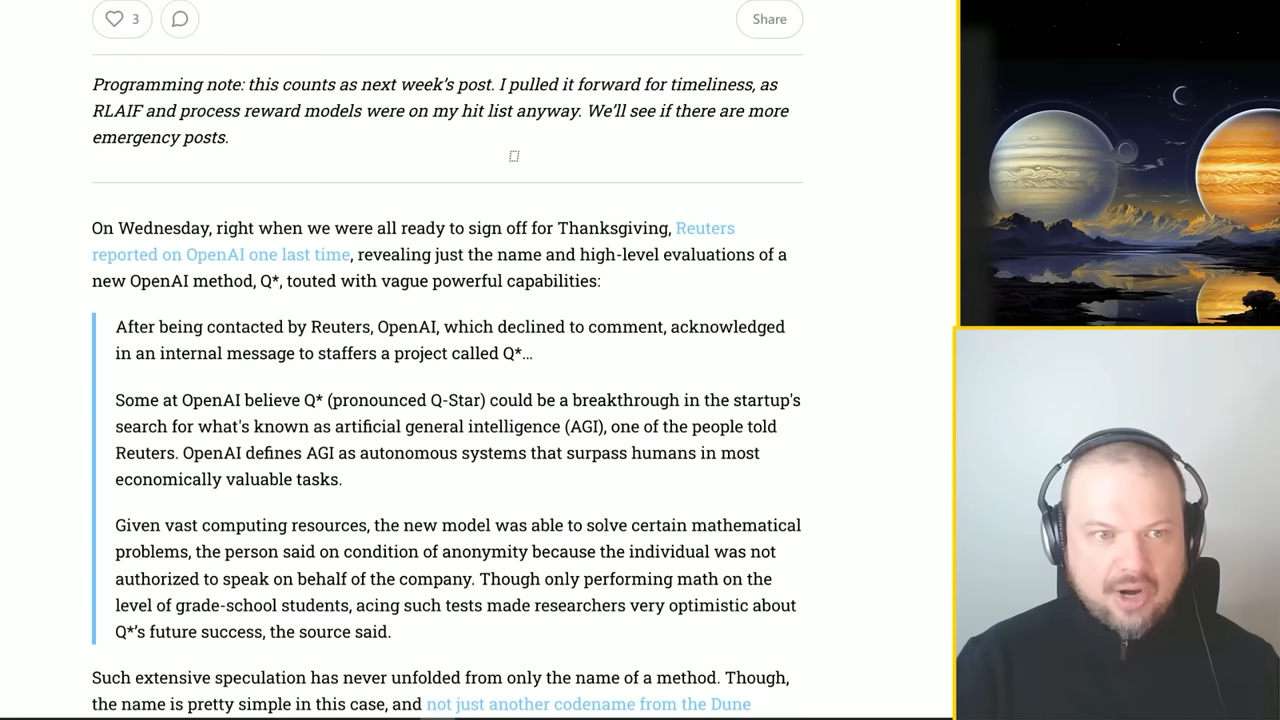 3
Share
Programming note: this counts as next week’s post. I pulled it forward for timeliness, as
RLAIF and process reward models were on my hit list anyway. We’ll see if there are more
emergency posts.
On Wednesday, right when we were all ready to sign off for Thanksgiving, Reuters
reported on OpenAI one last time, revealing just the name and high-level evaluations of a
new OpenAI method, Q*, touted with vague powerful capabilities:
After being contacted by Reuters, OpenAI, which declined to comment, acknowledged
in an internal message to staffers a project called Q*…
Some at OpenAI believe Q* (pronounced Q-Star) could be a breakthrough in the startup's
search for what's known as artificial general intelligence (AGI), one of the people told
Reuters. OpenAI defines AGI as autonomous systems that surpass humans in most
economically valuable tasks.
Given vast computing resources, the new model was able to solve certain mathematical
problems, the person said on condition of anonymity because the individual was not
authorized to speak on behalf of the company. Though only performing math on the
level of grade-school students, acing such tests made researchers very optimistic about
Q*’s future success, the source said.
Such extensive speculation has never unfolded from only the name of a method. Though,
the name is pretty simple in this case, and not just another codename from the Dune